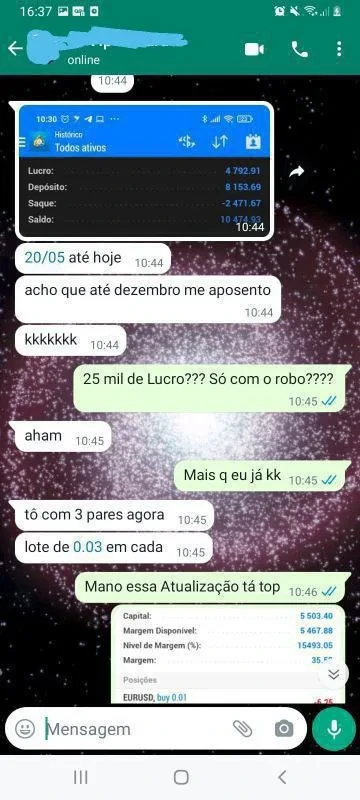 16:37
online
10:44
10:30
Histórico
Todos ativos
Lucro: 4 792.91
Depósito: 8 153.69
Saque: -2 471.67
Saldo: 10 474.93
10:44
20/05 até hoje 10:44
acho que até dezembro me aposento
10:44
kkkkkkk 10:44
25 mil de Lucro??? Só com o robo????
10:45
aham 10:45
Mais q eu já kk 10:45
tô com 3 pares agora 10:45
lote de 0.03 em cada 10:45
Mano essa Atualização tá top 10:46
Capital: 5 503.40
Margem Disponível: 5 467.88
Nível de Margem (%): 15493.05
Margem:
Posições
EURUSD, buy 0.01
Mensagem